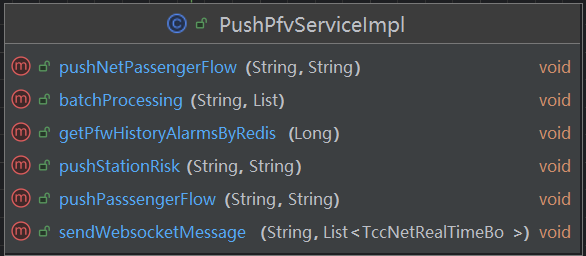 PushPfvServiceImpl
pushNetPassengerFlow (String, String) void
batchProcessing (String, List) void
getPfwHistoryAlarmsByRedis (Long) void
pushStationRisk (String, String) void
pushPasssengerFlow (String, String) void
sendWebsocketMessage (String, List<TccNetRealTimeBo >) void